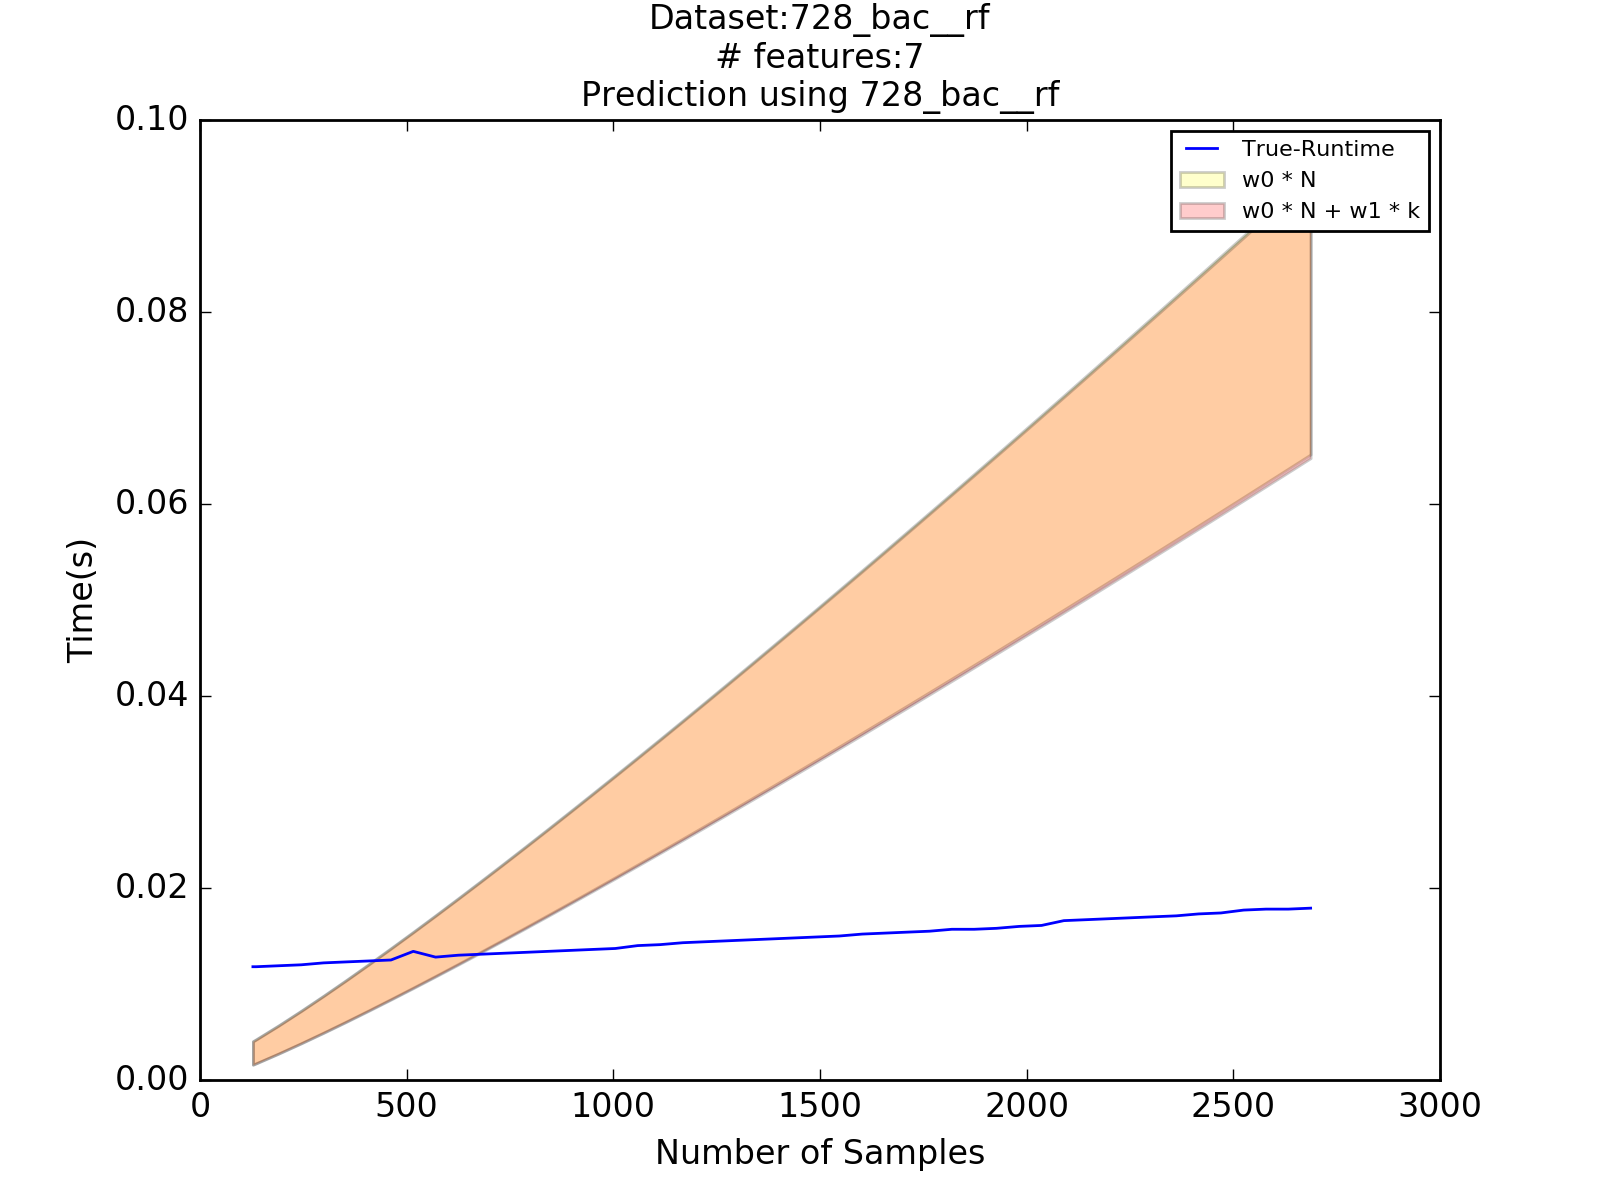 Dataset:728_bac__rf
# features:7
Prediction using 728_bac__rf
0.10
0.08
0.06
0.04
0.02
0.00
Time(s)
True-Runtime
w0 * N
w0 * N + w1 * k
0 500 1000 1500 2000 2500 3000
Number of Samples